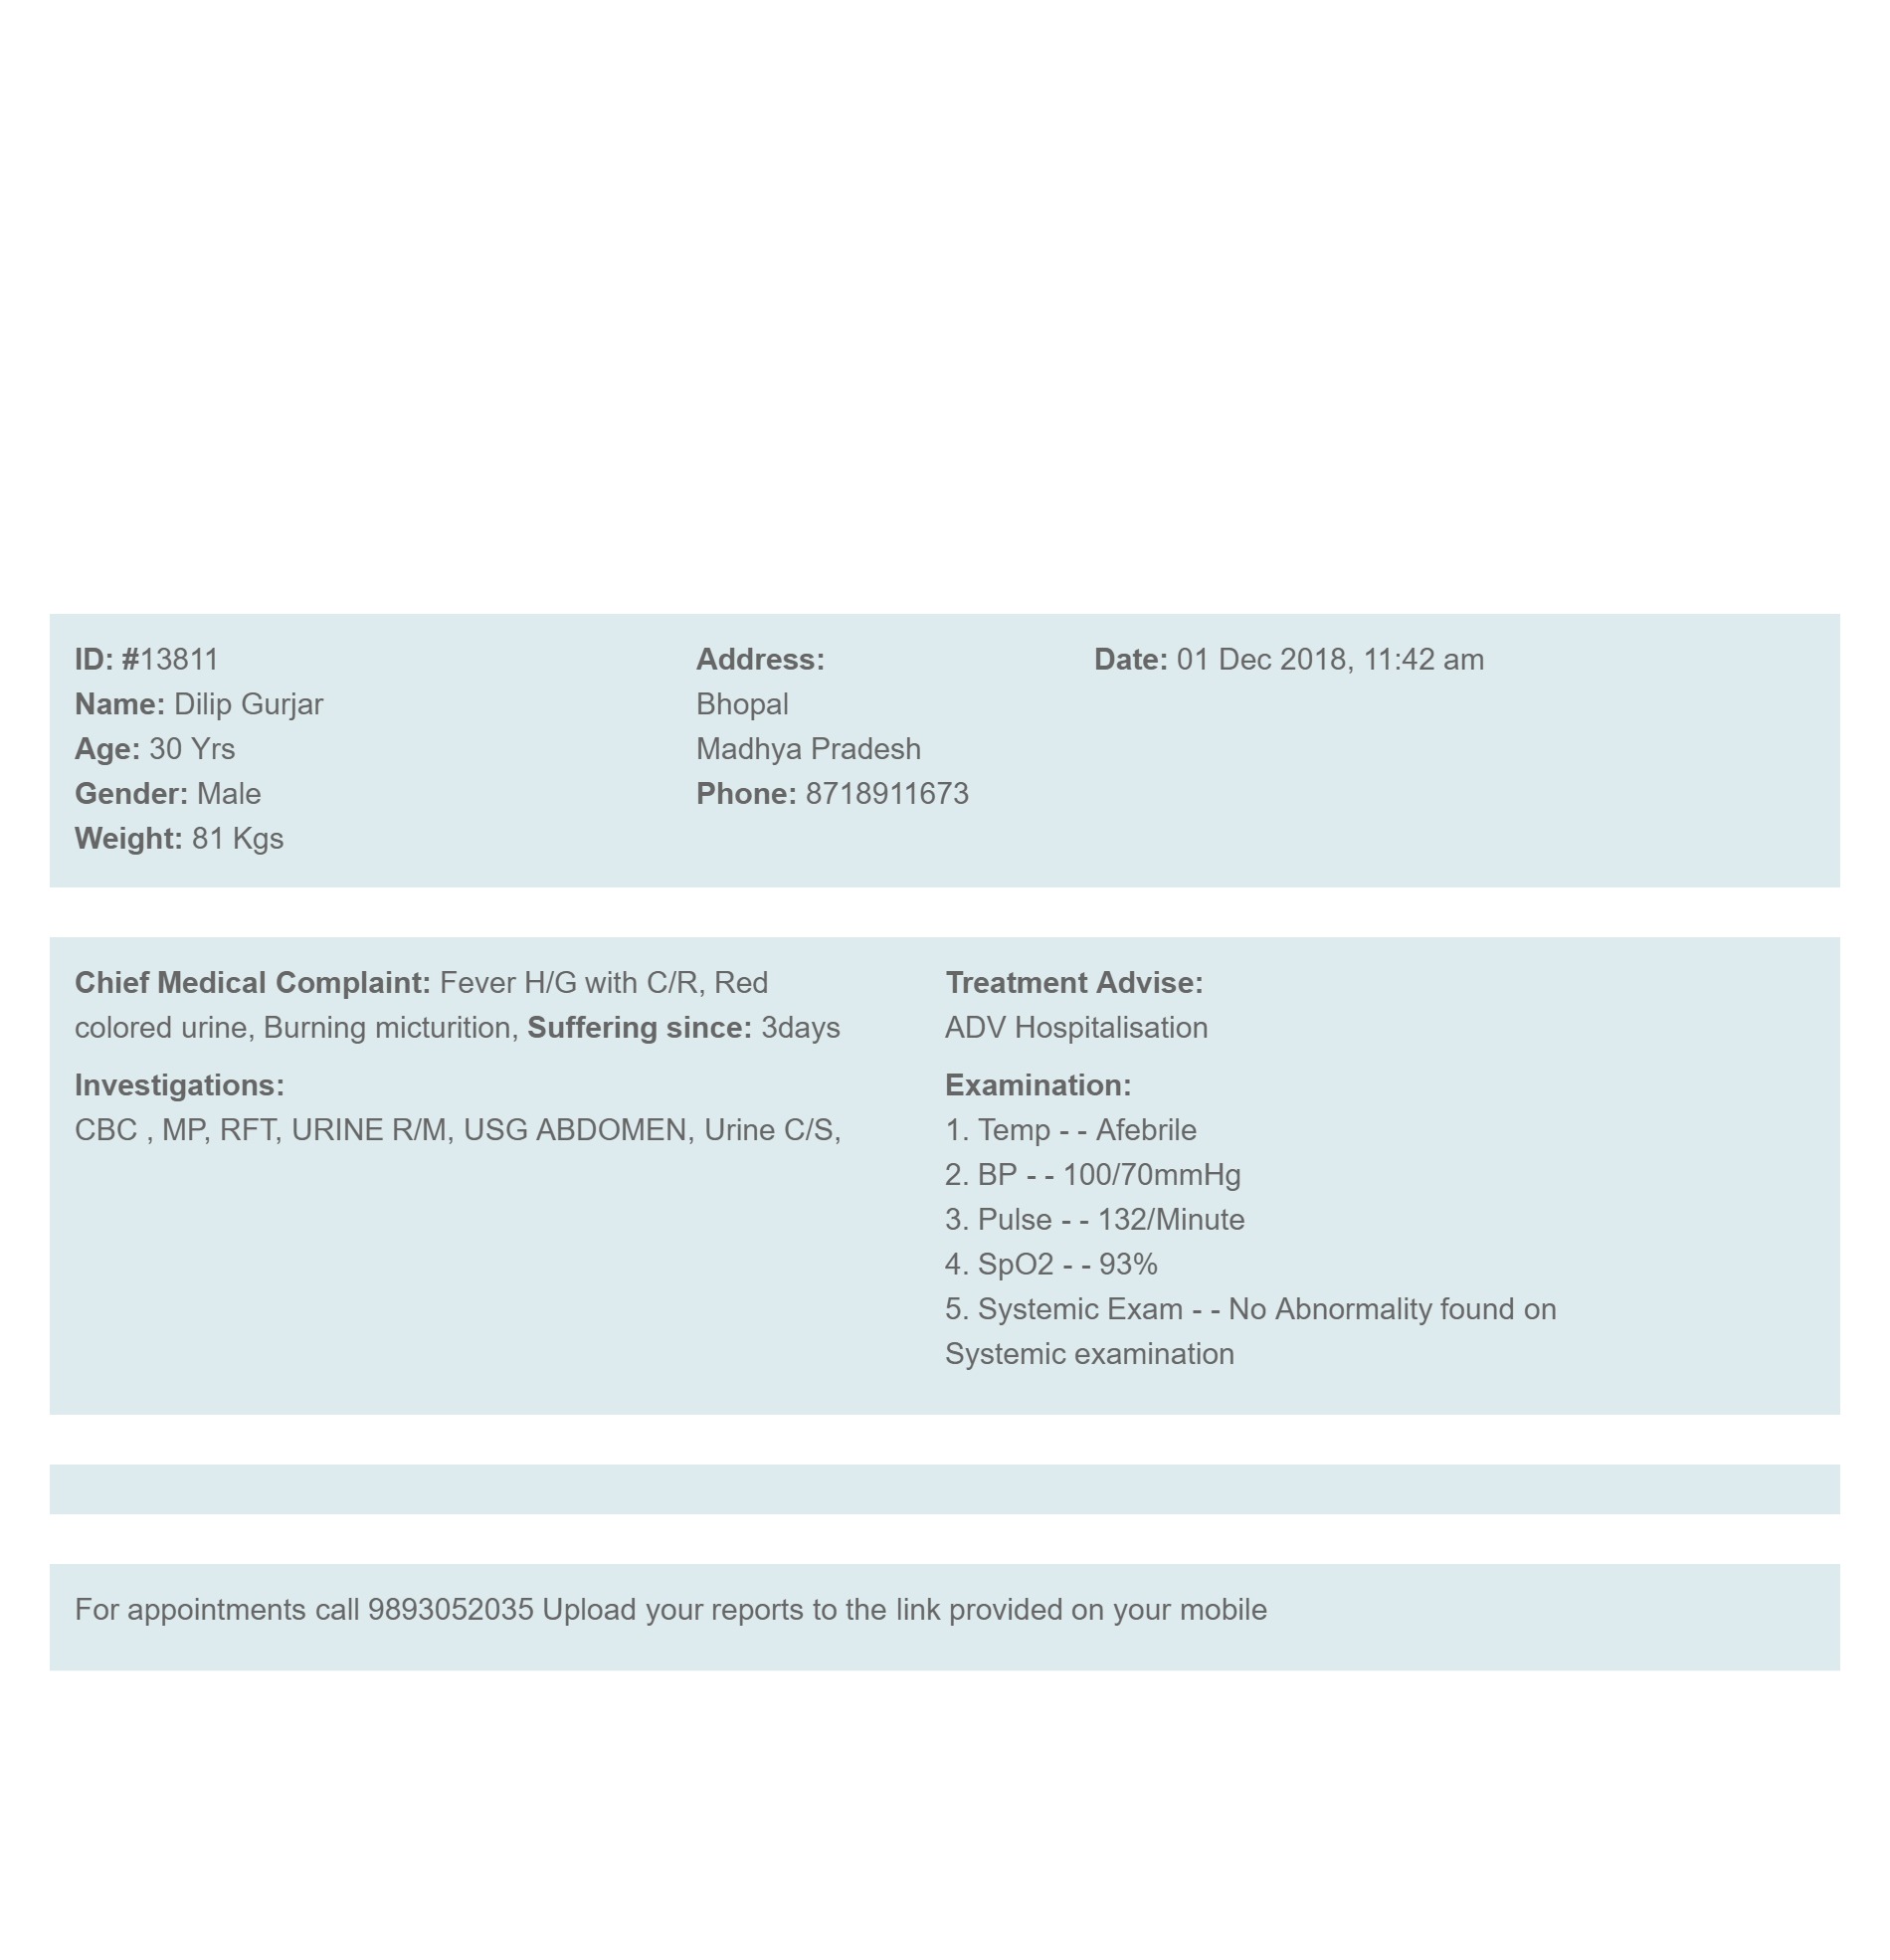 ID: #13811
Name: Dilip Gurjar
Age: 30 Yrs
Gender: Male
Weight: 81 Kgs
Address:
Bhopal
Madhya Pradesh
Phone: 8718911673
Date: 01 Dec 2018, 11:42 am
Chief Medical Complaint: Fever H/G with C/R, Red
colored urine, Burning micturition, Suffering since: 3days
Investigations:
CBC , MP, RFT, URINE R/M, USG ABDOMEN, Urine C/S,
Treatment Advise:
ADV Hospitalisation
Examination:
1. Temp - - Afebrile
2. BP - - 100/70mmHg
3. Pulse - - 132/Minute
4. SpO2 - - 93%
5. Systemic Exam - - No Abnormality found on
Systemic examination
For appointments call 9893052035 Upload your reports to the link provided on your mobile